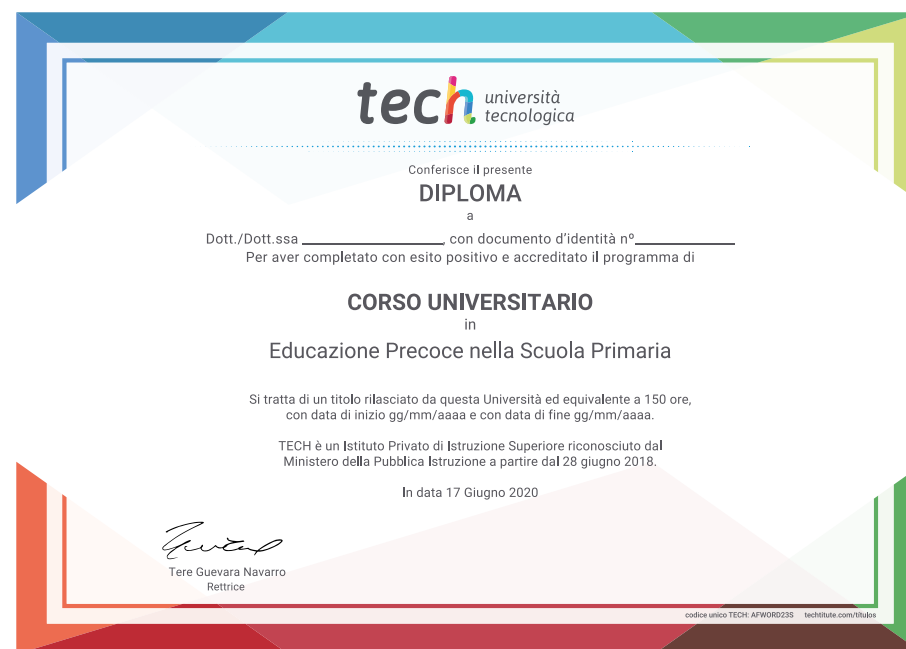 tech università
tecnologica
Conferisce il presente
DIPLOMA
a
Dott./Dott.ssa ____________________, con documento d'identità nº______________
Per aver completato con esito positivo e accreditato il programma di
CORSO UNIVERSITARIO
in
Educazione Precoce nella Scuola Primaria
Si tratta di un titolo rilasciato da questa Università ed equivalente a 150 ore,
con data di inizio gg/mm/aaaa e con data di fine gg/mm/aaaa.
TECH è un Istituto Privato di Istruzione Superiore riconosciuto dal
Ministero della Pubblica Istruzione a partire dal 28 giugno 2018.
In data 17 Giugno 2020
Tere Guevara Navarro
Rettrice
codice unico TECH: AFWORD23S techtitute.com/titulos